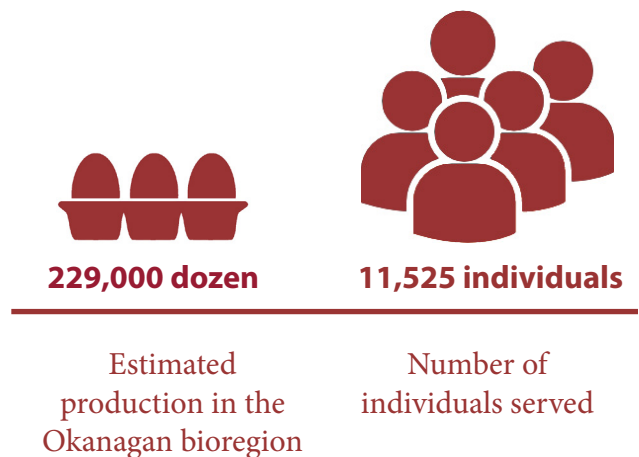 229,000 dozen
11,525 individuals
Estimated
production in the
Okanagan bioregion
Number of
individuals served